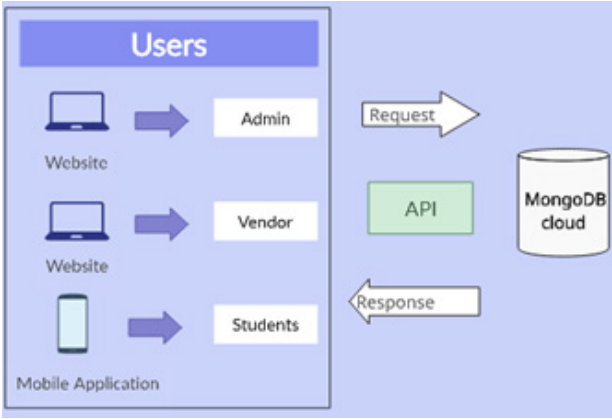 Users
Admin
Website
Vendor
Website
Students
Mobile Application
Request
API
Response
MongoDB
cloud